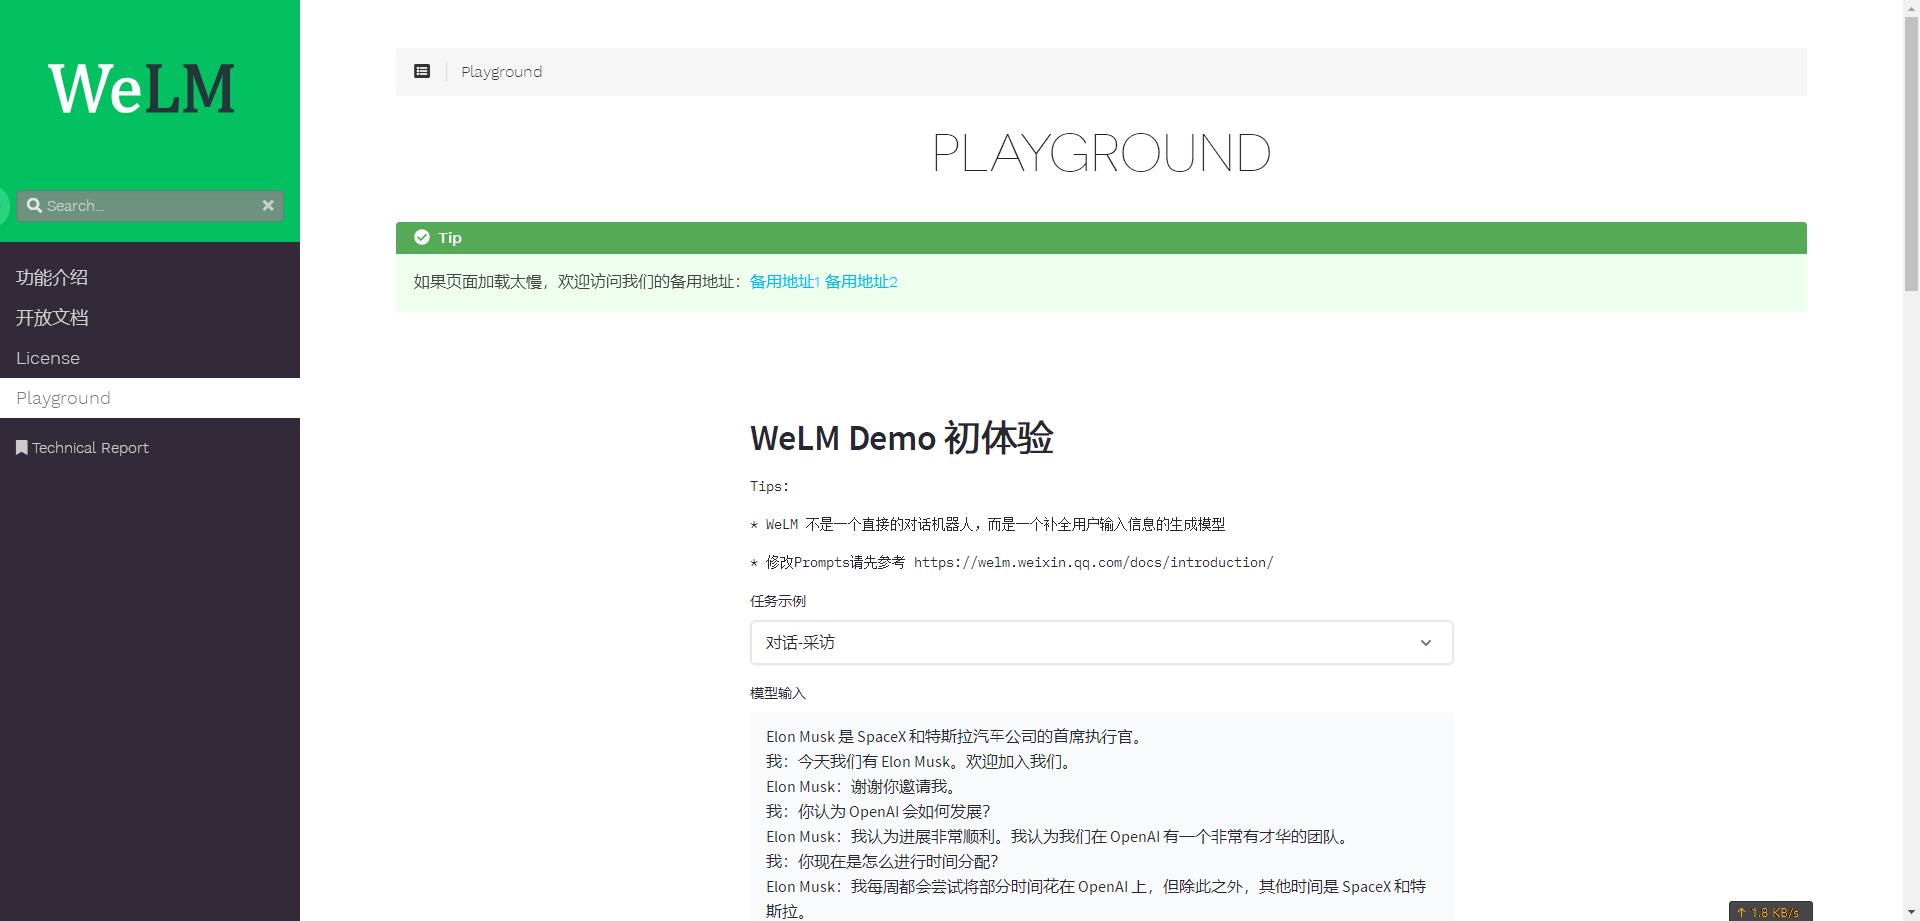 WeLM
Search...
功能介绍
开放文档
License
Playground
Technical Report
Playground
PLAYGROUND
Tip
如果页面加载太慢，欢迎访问我们的备用地址：备用地址1 备用地址2
WeLM Demo 初体验
Tips:
* WeLM 不是一个直接的对话机器人，而是一个补全用户输入信息的生成模型
* 修改Prompts请先参考 https://welm.weixin.qq.com/docs/introduction/
任务示例
对话-采访
模型输入
Elon Musk 是 SpaceX 和特斯拉汽车公司的首席执行官。
我：今天我们有 Elon Musk。欢迎加入我们。
Elon Musk：谢谢你邀请我。
我：你认为 OpenAI 会如何发展？
Elon Musk：我认为进展非常顺利。我认为我们在 OpenAI 有一个非常有才华的团队。
我：你现在是怎么进行时间分配？
Elon Musk：我每周都会尝试将部分时间花在 OpenAI 上，但除此之外，其他时间是 SpaceX 和特
斯拉。
↑ 1.8 KB/s